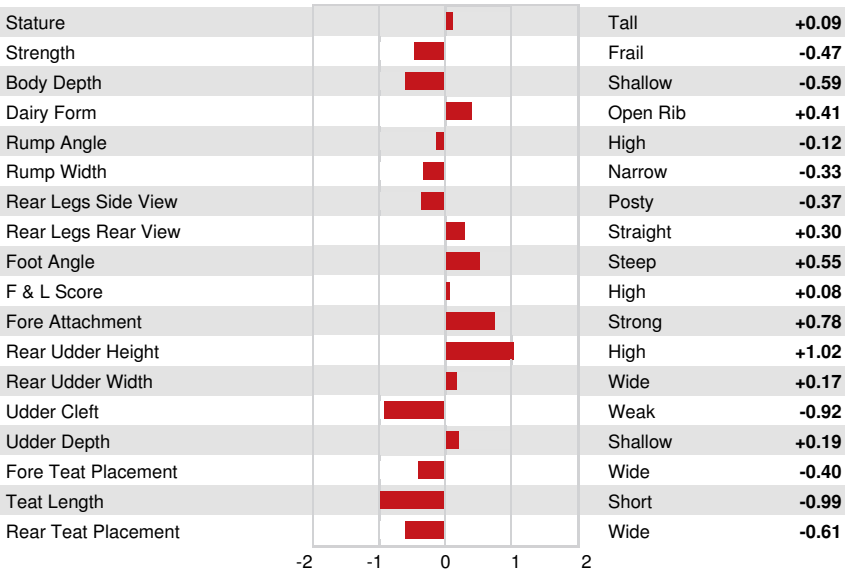 Stature Tall +0.09
Strength Frail -0.47
Body Depth Shallow -0.59
Dairy Form Open Rib +0.41
Rump Angle High -0.12
Rump Width Narrow -0.33
Rear Legs Side View Posty -0.37
Rear Legs Rear View Straight +0.30
Foot Angle Steep +0.55
F & L Score High +0.08
Fore Attachment Strong +0.78
Rear Udder Height High +1.02
Rear Udder Width Wide +0.17
Udder Cleft Weak -0.92
Udder Depth Shallow +0.19
Fore Teat Placement Wide -0.40
Teat Length Short -0.99
Rear Teat Placement Wide -0.61
-2 -1 0 1 2